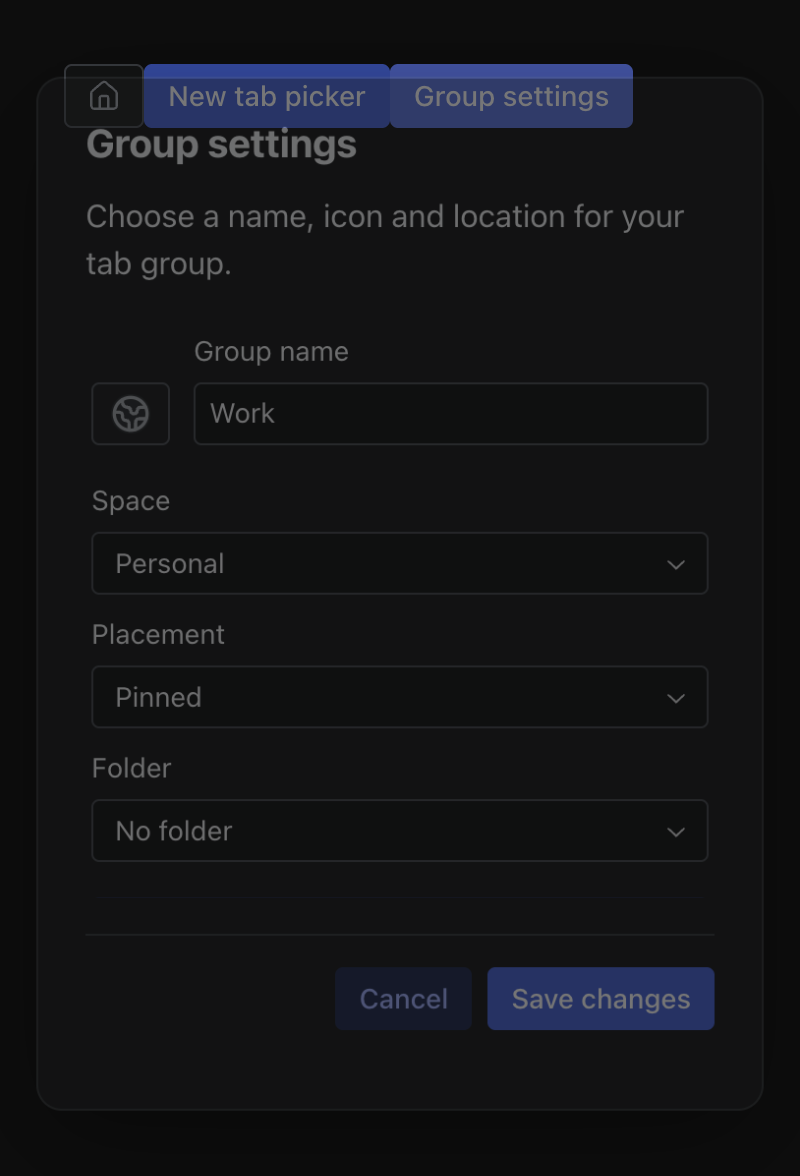 New tab picker
Group settings
Group settings
Choose a name, icon and location for your
tab group.
Group name
Work
Space
Personal
Placement
Pinned
Folder
No folder
Cancel
Save changes